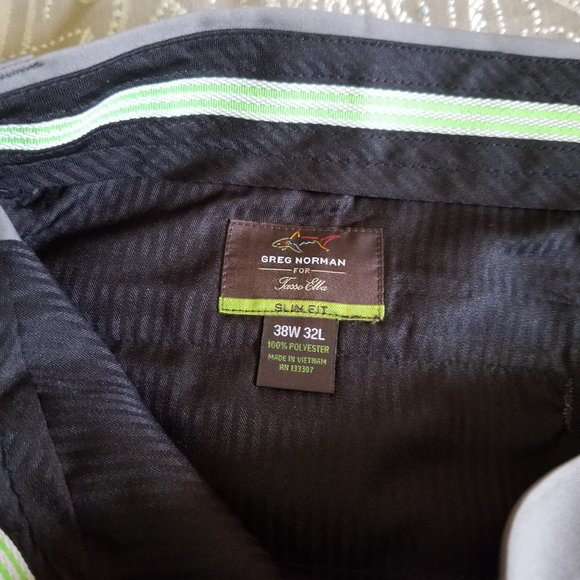 GREG NORMAN
FOR
Tasso Elba
SLIM FIT
38W 32L
100% POLYESTER
MADE IN VIETNAM
RN 133307